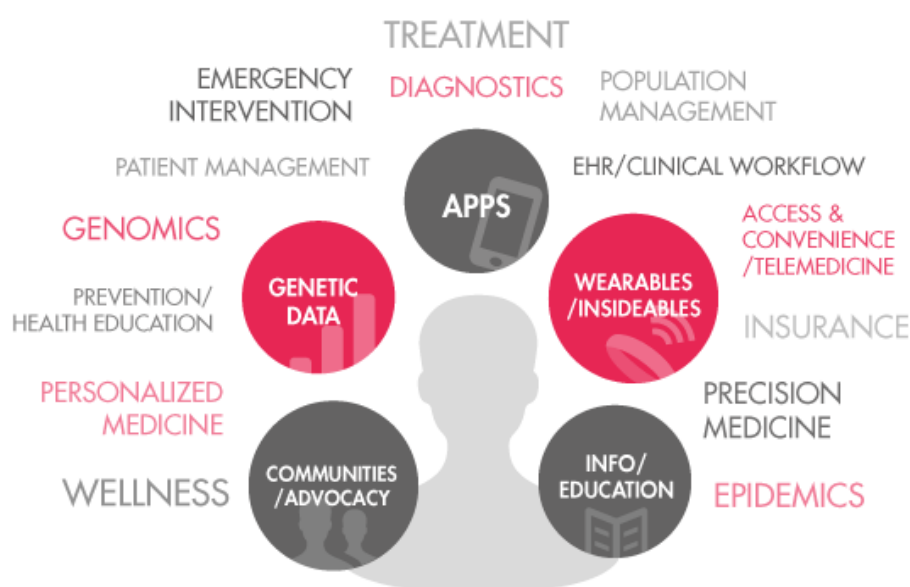 TREATMENT
EMERGENCY
INTERVENTION
DIAGNOSTICS
POPULATION
MANAGEMENT
PATIENT MANAGEMENT
EHR/CLINICAL WORKFLOW
APPS
GENOMICS
ACCESS &
CONVENIENCE
/TELEMEDICINE
GENETIC
DATA
WEARABLES
/INSIDEABLES
PREVENTION/
HEALTH EDUCATION
INSURANCE
PERSONALIZED
MEDICINE
PRECISION
MEDICINE
COMMUNITIES
/ADVOCACY
INFO/
EDUCATION
WELLNESS
EPIDEMICS